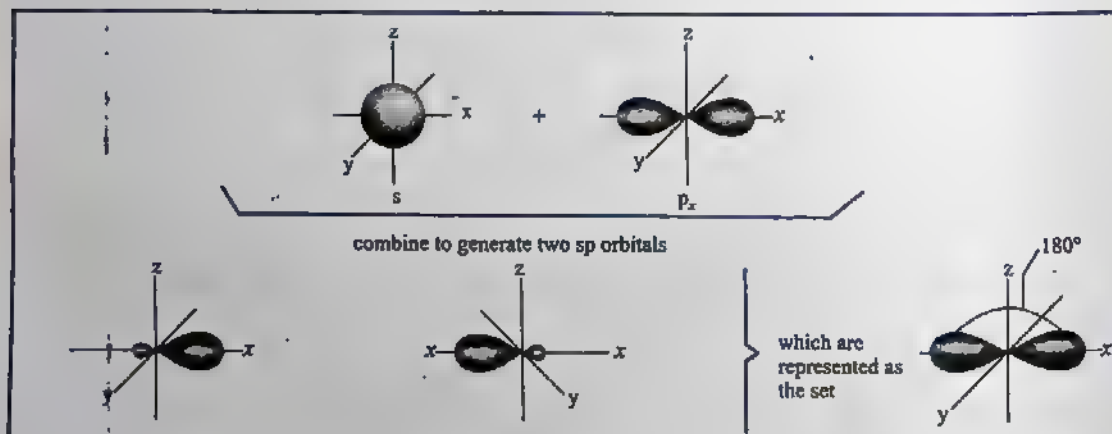 z
z
x
+
x
y
y
s
pₓ
combine to generate two sp orbitals
180°
z
z
z
x
x
x
x
which are
represented as
the set
y
y
y